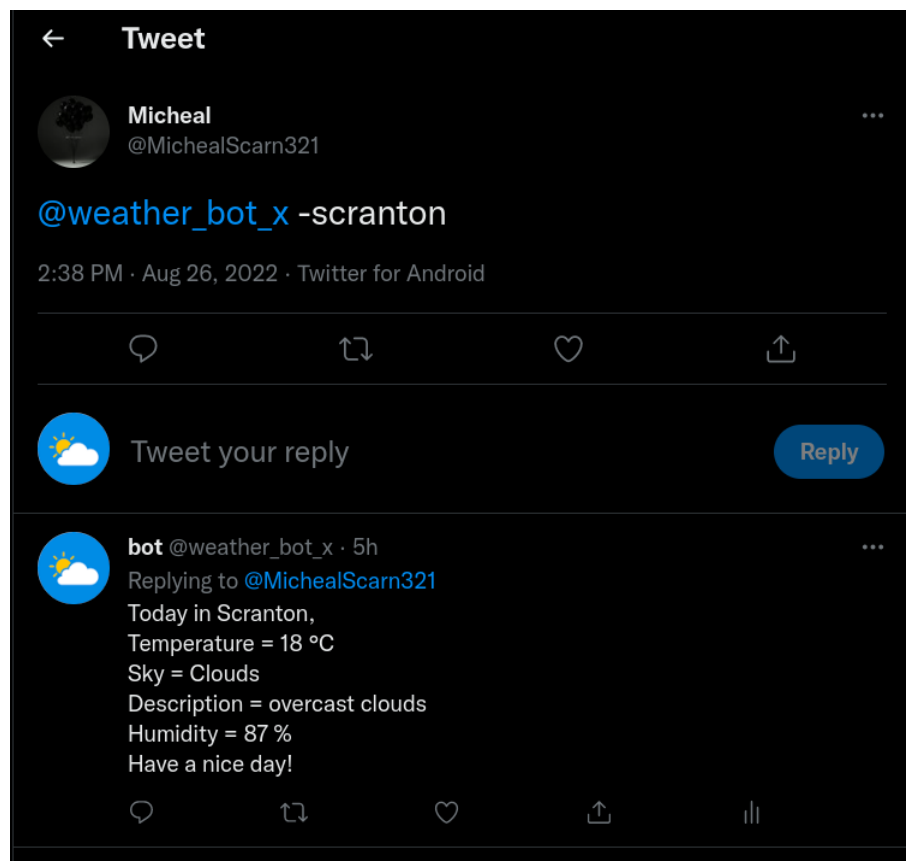 Tweet
Micheal
@MichealScarn321
@weather_bot_x -scranton
2:38 PM · Aug 26, 2022 · Twitter for Android
Tweet your reply
Reply
bot @weather_bot_x · 5h
Replying to @MichealScarn321
Today in Scranton,
Temperature = 18 °C
Sky = Clouds
Description = overcast clouds
Humidity = 87 %
Have a nice day!